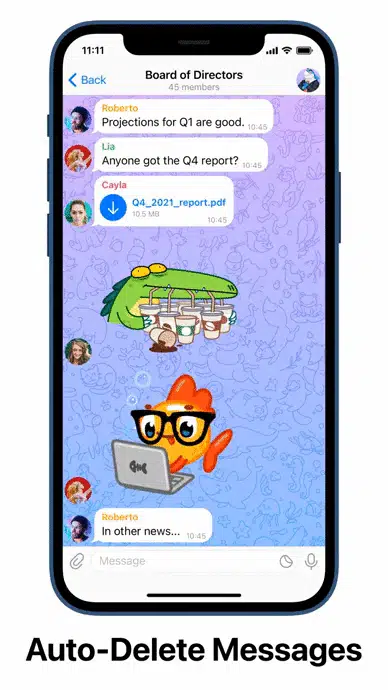 11:11
Back
Board of Directors
45 members
Roberto
Projections for Q1 are good. 10:45
Lia
Anyone got the Q4 report? 10:45
Cayla
Q4_2021_report.pdf
10.5 MB
10:45
Roberto
In other news... 10:45
Message
Auto-Delete Messages